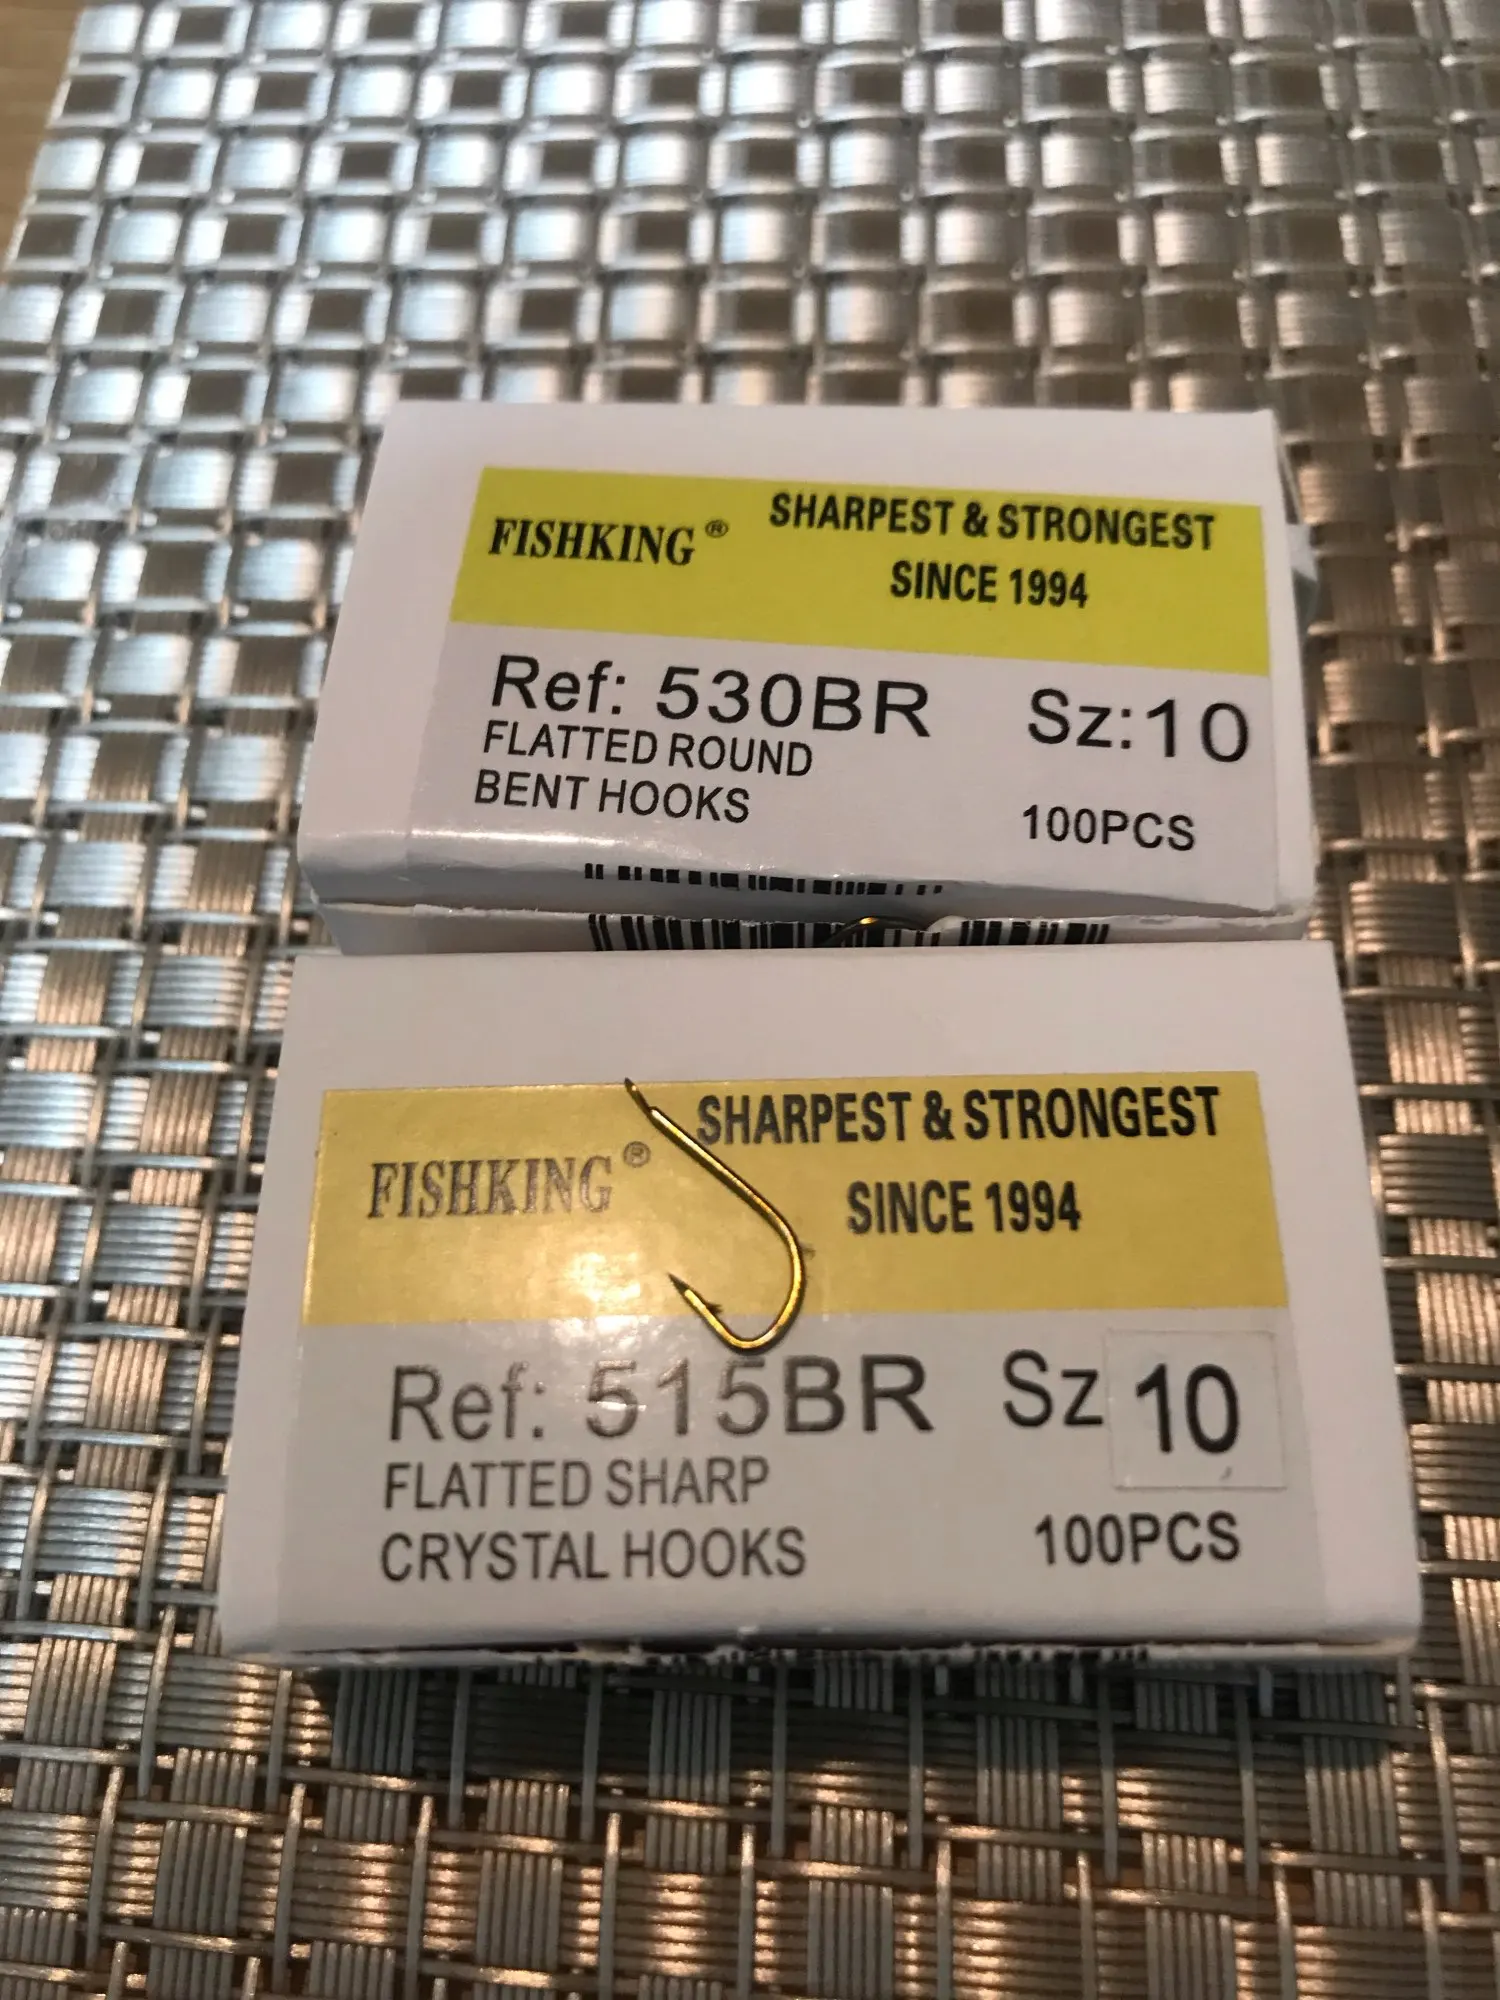 FISHKING ®
SHARPEST & STRONGEST
SINCE 1994
Ref: 530BR Sz:10
FLATTED ROUND
BENT HOOKS
100PCS
FISHKING ®
SHARPEST & STRONGEST
SINCE 1994
Ref: 515BR Sz 10
FLATTED SHARP
CRYSTAL HOOKS
100PCS